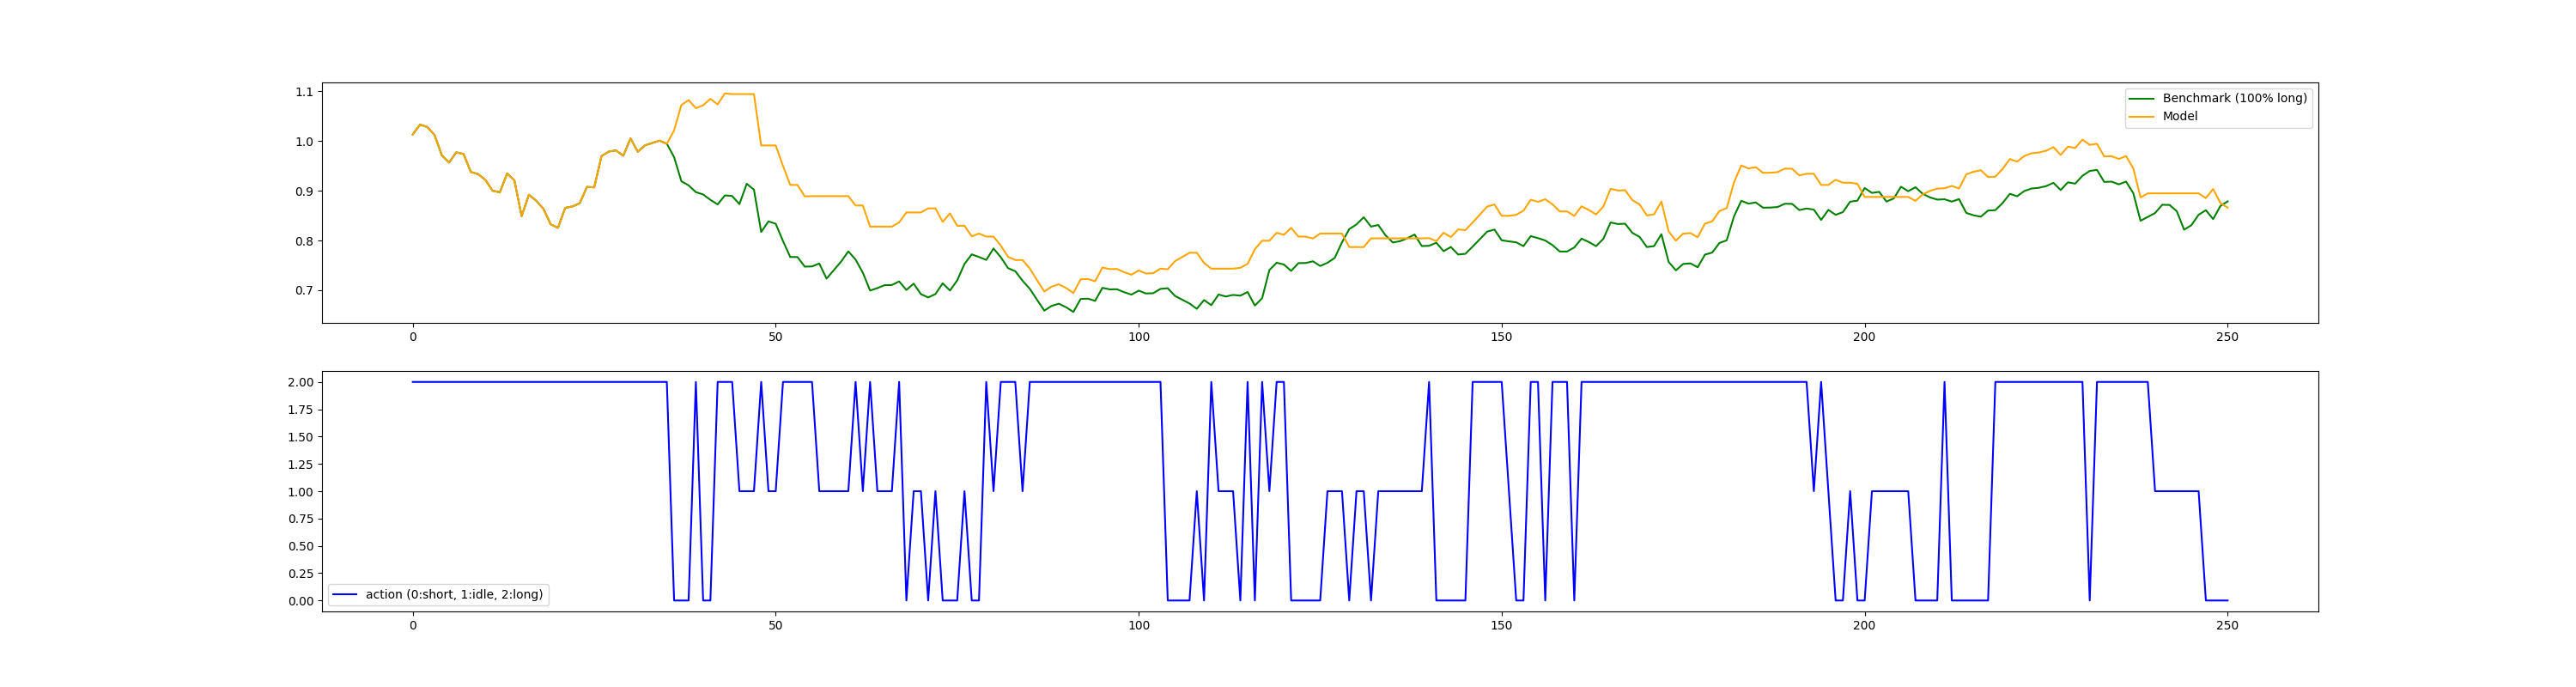 1.1
1.0
0.9
0.8
0.7
Benchmark (100% long)
Model
0 50 100 150 200 250
2.00
1.75
1.50
1.25
1.00
0.75
0.50
0.25
0.00
action (0:short, 1:idle, 2:long)
0 50 100 150 200 250